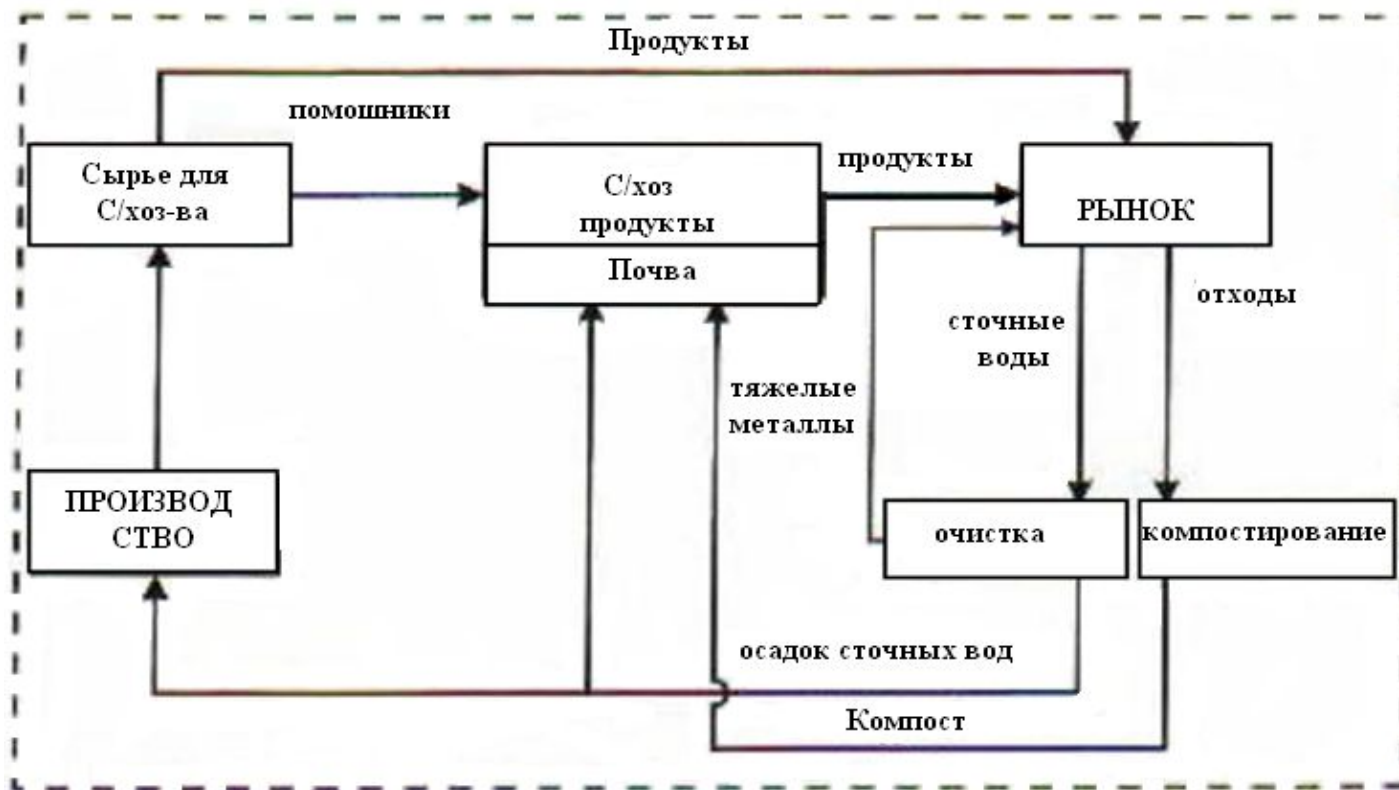 Продукты
помошники
Сырье для
С/хоз-ва
С/хоз
продукты
Почва
продукты
РЫНОК
сточные
воды
отходы
тяжелые
металлы
ПРОИЗВОД
СТВО
очистка
компостирование
осадок сточных вод
Компост